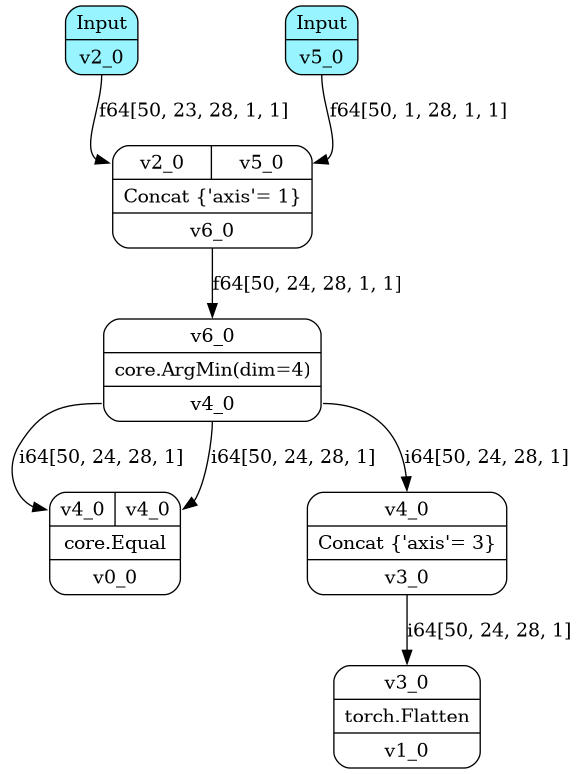 Input
v2_0
Input
v5_0
f64[50, 23, 28, 1, 1]
f64[50, 1, 28, 1, 1]
v2_0
v5_0
Concat {'axis'= 1}
v6_0
f64[50, 24, 28, 1, 1]
v6_0
core.ArgMin(dim=4)
v4_0
i64[50, 24, 28, 1]
i64[50, 24, 28, 1]
i64[50, 24, 28, 1]
v4_0
v4_0
core.Equal
v0_0
v4_0
Concat {'axis'= 3}
v3_0
i64[50, 24, 28, 1]
v3_0
torch.Flatten
v1_0